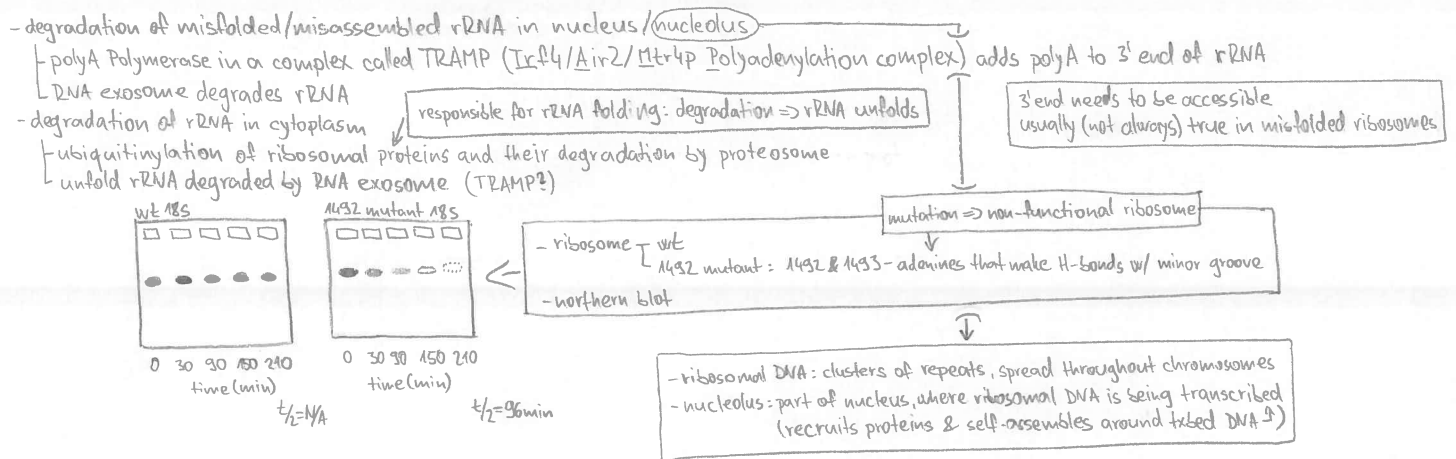 - degradation of misfolded/misassembled rRNA in nucleus/nucleolus
polyA Polymerase in a complex called TRAMP (Trf4/Air2/Mtr4p Polyadenylation complex) adds polyA to 3' end of rRNA
RNA exosome degrades rRNA
- degradation of rRNA in cytoplasm
responsible for rRNA folding: degradation => rRNA unfolds
3'end needs to be accessible
usually (not always) true in misfolded ribosomes
ubiquitinylation of ribosomal proteins and their degradation by proteosome
unfold rRNA degraded by RNA exosome (TRAMP?)
wt 18S
1492 mutant 18S
mutation => non-functional ribosome
- ribosome
wt
1492 mutant: 1492 & 1493 - adenines that make H-bonds w/ minor groove
- northern blot
0 30 90 150 210
time (min)
t/2=N/A
0 30 90 150 210
time (min)
t/2=96min
- ribosomal DNA: clusters of repeats, spread throughout chromosomes
- nucleolus: part of nucleus, where ribosomal DNA is being transcribed
(recruits proteins & self-assembles around txbed DNA↑)